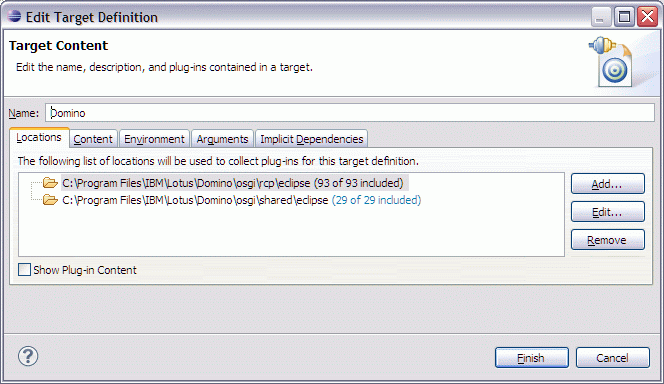 Edit Target Definition
Target Content
Edit the name, description, and plug-ins contained in a target.
Name: Domino
Locations Content Environment Arguments Implicit Dependencies
The following list of locations will be used to collect plug-ins for this target definition.
C:\Program Files\IBM\Lotus\Domino\osgi\rcp\eclipse (93 of 93 included)
Add...
C:\Program Files\IBM\Lotus\Domino\osgi\shared\eclipse (29 of 29 included)
Edit...
Remove
Show Plug-in Content
? Finish Cancel